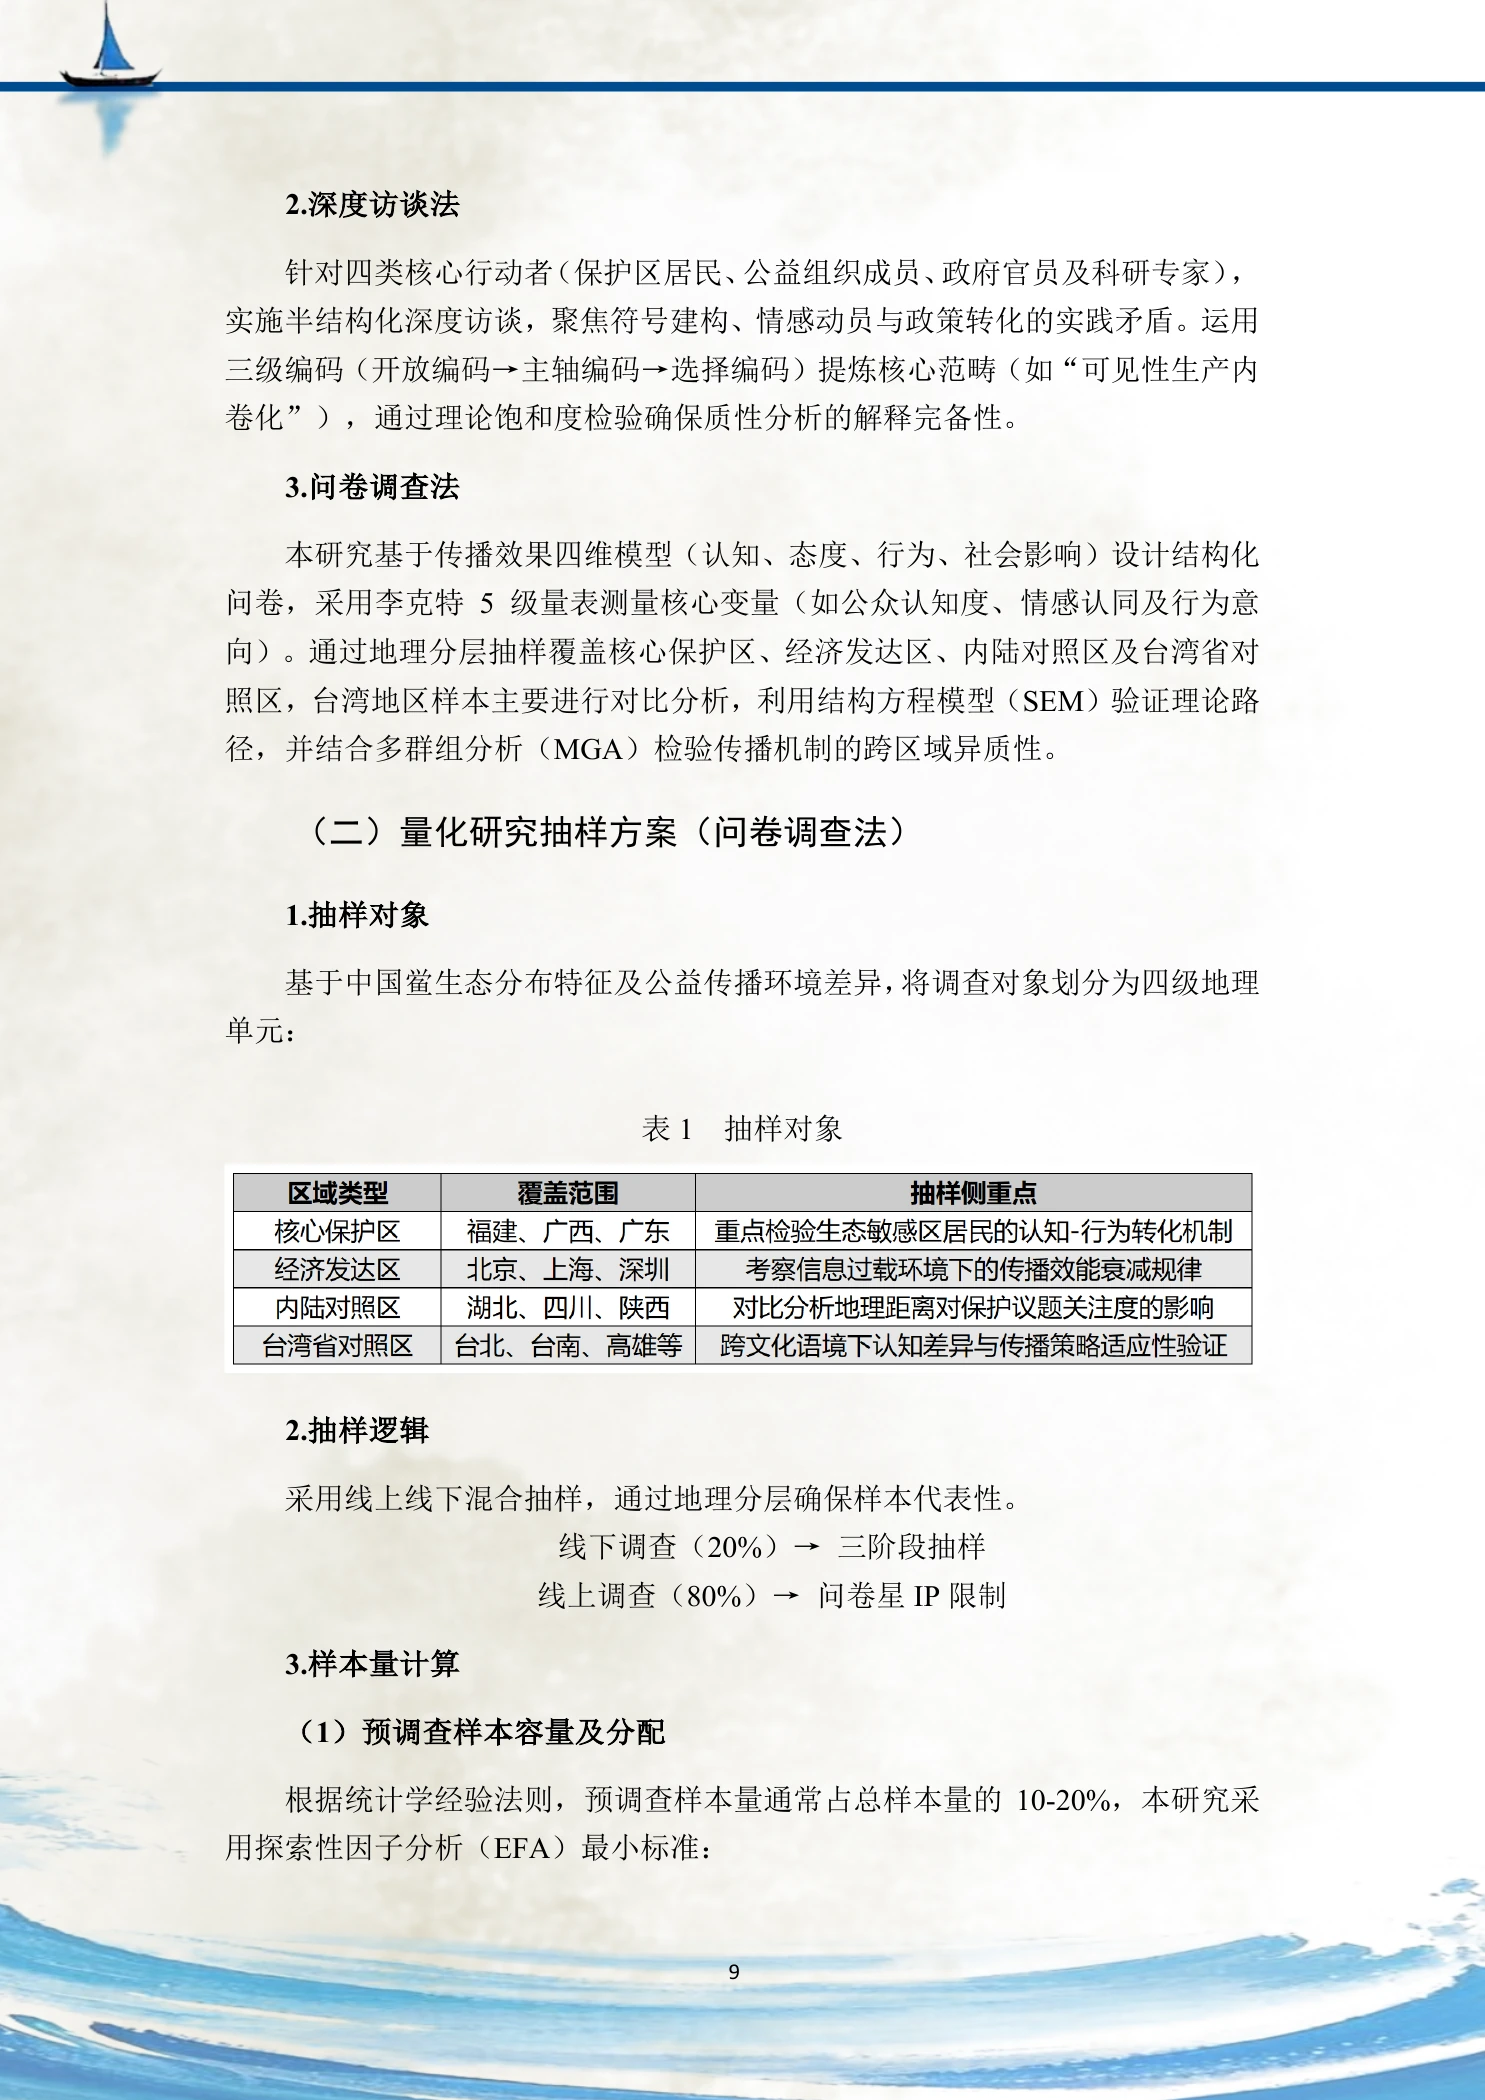 2.深度访谈法
针对四类核心行动者（保护区居民、公益组织成员、政府官员及科研专家），
实施半结构化深度访谈，聚焦符号建构、情感动员与政策转化的实践矛盾。运用
三级编码（开放编码→主轴编码→选择编码）提炼核心范畴（如“可见性生产内
卷化”），通过理论饱和度检验确保质性分析的解释完备性。
3.问卷调查法
本研究基于传播效果四维模型（认知、态度、行为、社会影响）设计结构化
问卷，采用李克特 5 级量表测量核心变量（如公众认知度、情感认同及行为意
向）。通过地理分层抽样覆盖核心保护区、经济发达区、内陆对照区及台湾省对
照区，台湾地区样本主要进行对比分析，利用结构方程模型（SEM）验证理论路
径，并结合多群组分析（MGA）检验传播机制的跨区域异质性。
（二）量化研究抽样方案（问卷调查法）
1.抽样对象
基于中国鲎生态分布特征及公益传播环境差异，将调查对象划分为四级地理
单元：
表 1 抽样对象
区域类型 覆盖范围 抽样侧重点
核心保护区 福建、广西、广东 重点检验生态敏感区居民的认知-行为转化机制
经济发达区 北京、上海、深圳 考察信息过载环境下的传播效能衰减规律
内陆对照区 湖北、四川、陕西 对比分析地理距离对保护议题关注度的影响
台湾省对照区 台北、台南、高雄等 跨文化语境下认知差异与传播策略适应性验证
2.抽样逻辑
采用线上线下混合抽样，通过地理分层确保样本代表性。
线下调查（20%）→ 三阶段抽样
线上调查（80%）→ 问卷星 IP 限制
3.样本量计算
（1）预调查样本容量及分配
根据统计学经验法则，预调查样本量通常占总样本量的 10-20%，本研究采
用探索性因子分析（EFA）最小标准：
9